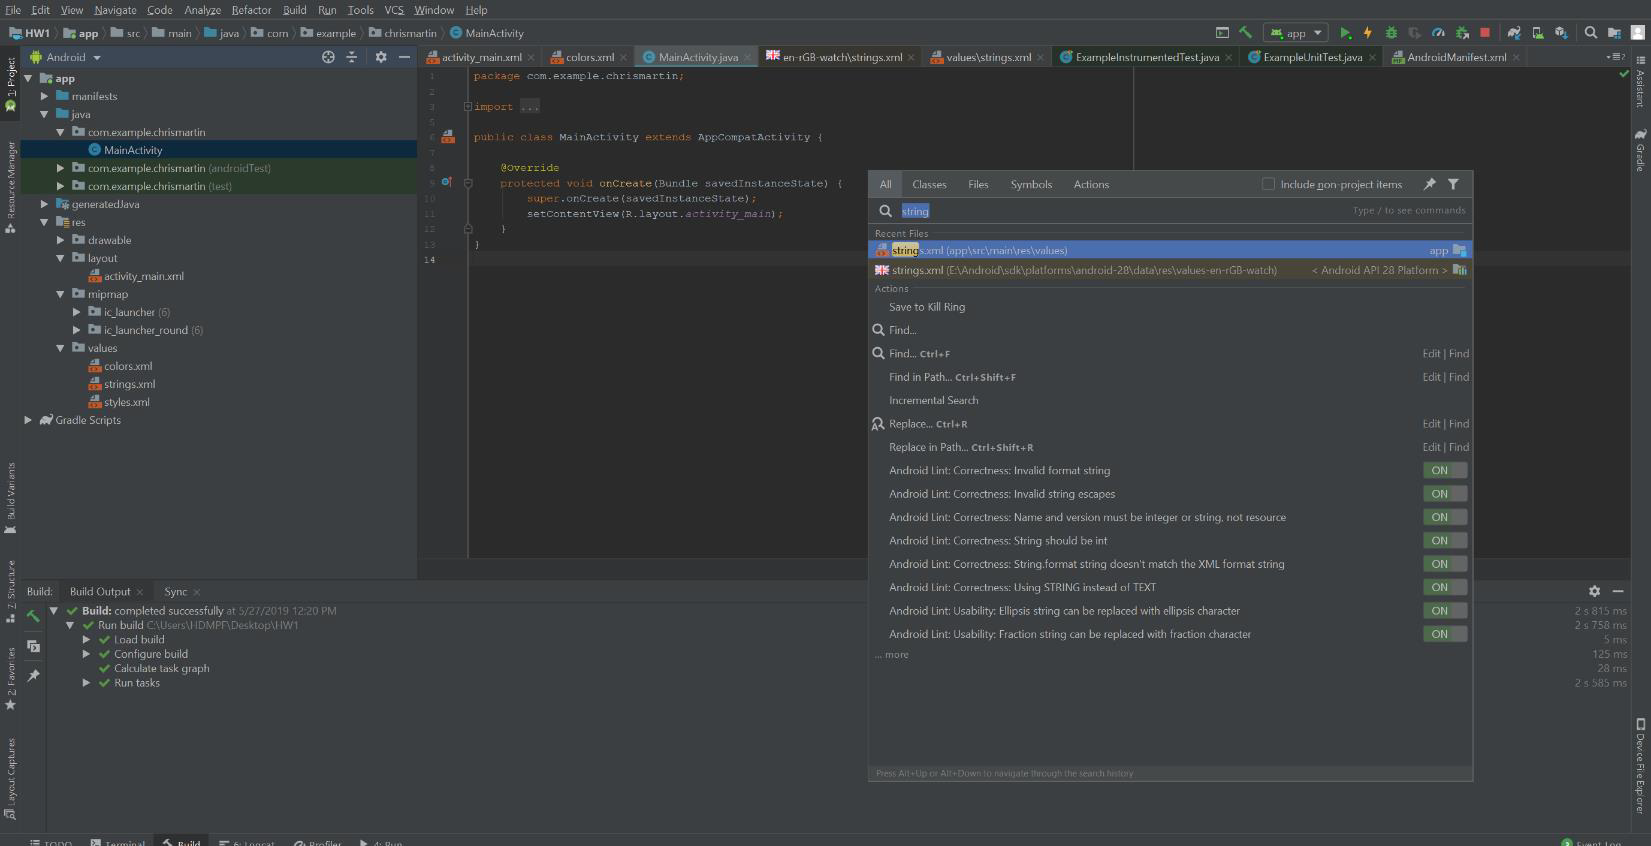 File Edit View Navigate Code Analyze Refactor Build Run Tools VCS Window Help
HW1 app src main java com example chrismartin MainActivity app
Android
activity_main.xml colors.xml MainActivity.java en-rGB-watch\strings.xml values\strings.xml ExampleInstrumentedTest.java ExampleUnitTest.java AndroidManifest.xml
1: Project
Resource Manager
Build Variants
7: Structure
2: Favorites
Layout Captures
app
manifests
java
com.example.chrismartin
MainActivity
com.example.chrismartin (androidTest)
com.example.chrismartin (test)
generatedJava
res
drawable
layout
activity_main.xml
mipmap
ic_launcher (6)
ic_launcher_round (6)
values
colors.xml
strings.xml
styles.xml
Gradle Scripts
1 package com.example.chrismartin;
2
3 import ...
5
6 public class MainActivity extends AppCompatActivity {
7
8 @Override
9 protected void onCreate(Bundle savedInstanceState) {
10 super.onCreate(savedInstanceState);
11 setContentView(R.layout.activity_main);
12 }
13 }
14
All Classes Files Symbols Actions Include non-project items
string Type / to see commands
Recent Files
strings.xml (app\src\main\res\values) app
strings.xml (E:\Android\sdk\platforms\android-28\data\res\values-en-rGB-watch) < Android API 28 Platform >
Actions
Save to Kill Ring
Find...
Find... Ctrl+F Edit | Find
Find in Path... Ctrl+Shift+F Edit | Find
Incremental Search
Replace... Ctrl+R Edit | Find
Replace in Path... Ctrl+Shift+R Edit | Find
Android Lint: Correctness: Invalid format string ON
Android Lint: Correctness: Invalid string escapes ON
Android Lint: Correctness: Name and version must be integer or string, not resource ON
Android Lint: Correctness: String should be int ON
Android Lint: Correctness: String.format string doesn't match the XML format string ON
Android Lint: Correctness: Using STRING instead of TEXT ON
Android Lint: Usability: Ellipsis string can be replaced with ellipsis character ON
Android Lint: Usability: Fraction string can be replaced with fraction character ON
... more
Press Alt+Up or Alt+Down to navigate through the search history
Assistant
Gradle
Device File Explorer
Build: Build Output Sync
Build: completed successfully at 5/27/2019 12:20 PM 2 s 815 ms
Run build C:\Users\HDMPF\Desktop\HW1 2 s 758 ms
Load build 5 ms
Configure build 125 ms
Calculate task graph 28 ms
Run tasks 2 s 585 ms
TODO Terminal Build 6: Logcat Profiler 4: Run Event Log